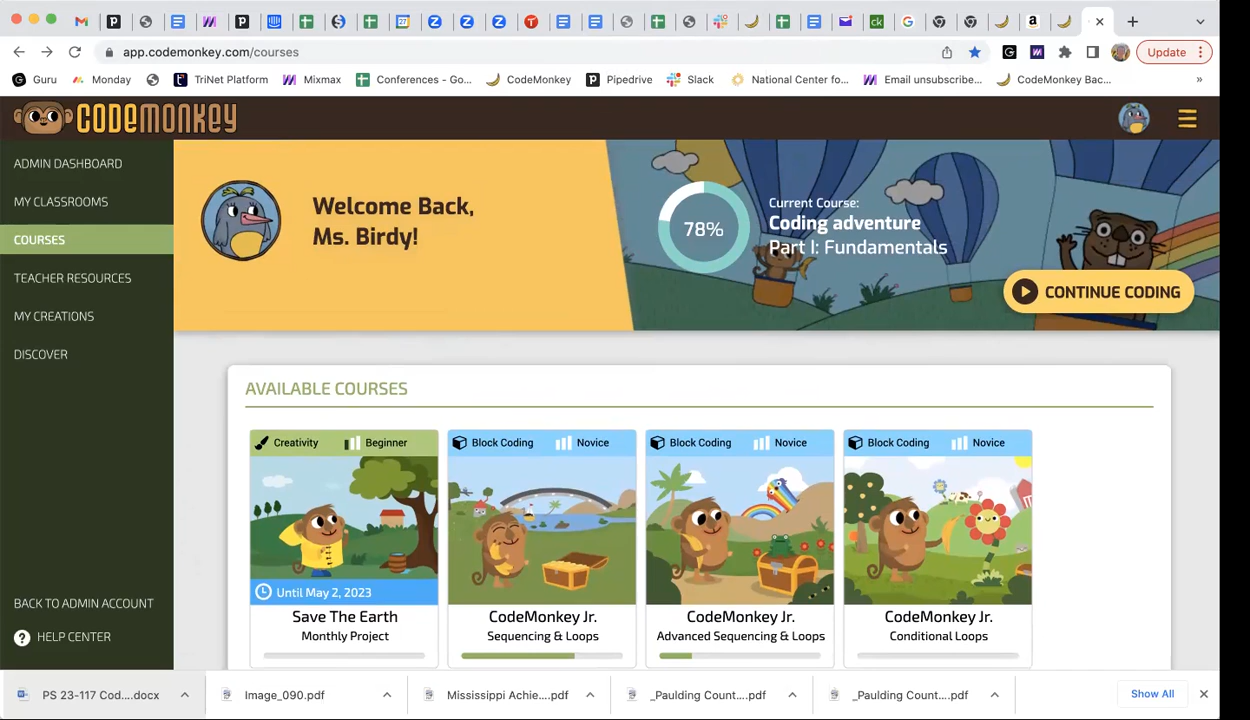 app.codemonkey.com/courses
Update
Guru
Monday
TriNet Platform
Mixmax
Conferences - Go...
CodeMonkey
Pipedrive
Slack
National Center fo...
Email unsubscribe...
CodeMonkey Bac...
»
CODEMONKEY
ADMIN DASHBOARD
MY CLASSROOMS
COURSES
TEACHER RESOURCES
MY CREATIONS
DISCOVER
BACK TO ADMIN ACCOUNT
HELP CENTER
Welcome Back,
Ms. Birdy!
78%
Current Course:
Coding adventure
Part I: Fundamentals
CONTINUE CODING
AVAILABLE COURSES
Creativity Beginner
Until May 2, 2023
Save The Earth
Monthly Project
Block Coding Novice
CodeMonkey Jr.
Sequencing & Loops
Block Coding Novice
CodeMonkey Jr.
Advanced Sequencing & Loops
Block Coding Novice
CodeMonkey Jr.
Conditional Loops
PS 23-117 Cod....docx
Image_090.pdf
Mississippi Achie....pdf
_Paulding Count....pdf
_Paulding Count....pdf
Show All